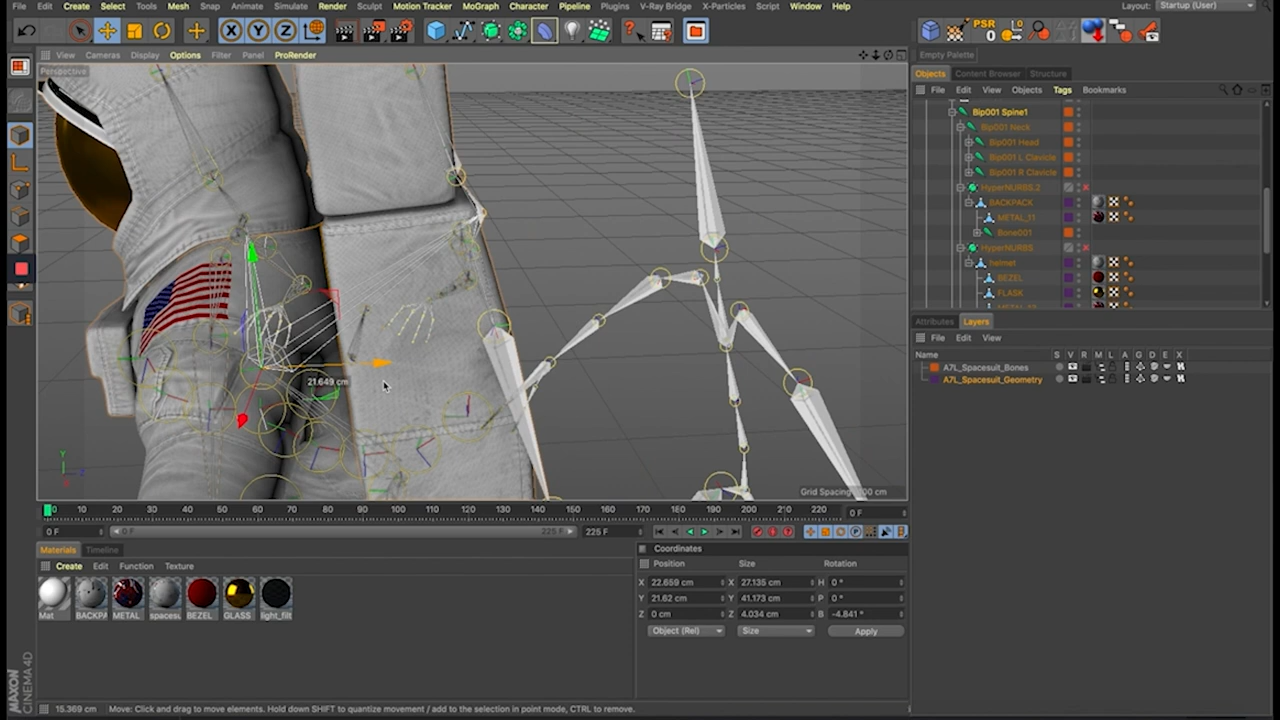 File Edit Create Select Tools Mesh Snap Animate Simulate Render Sculpt Motion Tracker MoGraph Character Pipeline Plugins V-Ray Bridge X-Particles Script Window Help Layout: Startup (User)
PSR
0
Empty Palette
View Cameras Display Options Filter Panel ProRender
Perspective
Objects Content Browser Structure
File Edit View Objects Tags Bookmarks
Bip001 Spine1
Bip001 Neck
Bip001 Head
Bip001 L Clavicle
Bip001 R Clavicle
HyperNURBS.2
BACKPACK
METAL_11
Bone001
HyperNURBS
helmet
BEZEL
FLASK
Attributes Layers
File Edit View
Name S V R M L A G D E X
A7L_Spacesuit_Bones
A7L_Spacesuit_Geometry
21.649 cm
Y
Grid Spacing
00 cm
0 10 20 30 40 50 60 70 80 90 100 110 120 130 140 150 160 170 180 190 200 210 220 0 F
0 F 0 F 225 F 225 F
Materials Timeline
Create Edit Function Texture
Mat BACKPA METAL spacesu BEZEL GLASS light_filt
Coordinates
Position Size Rotation
X 22.659 cm X 27.135 cm H 0 °
Y 21.62 cm Y 41.173 cm P 0 °
Z 0 cm Z 4.034 cm B -4.841 °
Object (Rel) Size Apply
MAXON
CINEMA 4D
15.369 cm Move: Click and drag to move elements. Hold down SHIFT to quantize movement / add to the selection in point mode, CTRL to remove.